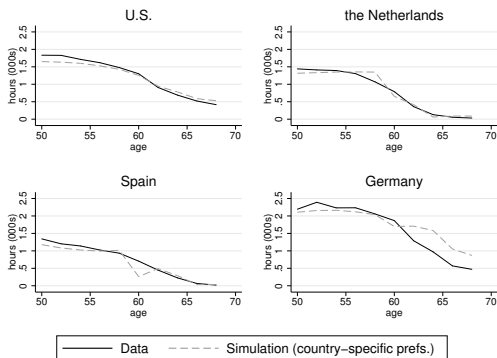 U.S.
hours (000s)
0 .5 1 1.5 2 2.5
50 55 60 65 70
age
the Netherlands
hours (000s)
0 .5 1 1.5 2 2.5
50 55 60 65 70
age
Spain
hours (000s)
0 .5 1 1.5 2 2.5
50 55 60 65 70
age
Germany
hours (000s)
0 .5 1 1.5 2 2.5
50 55 60 65 70
age
Data Simulation (country−specific prefs.)